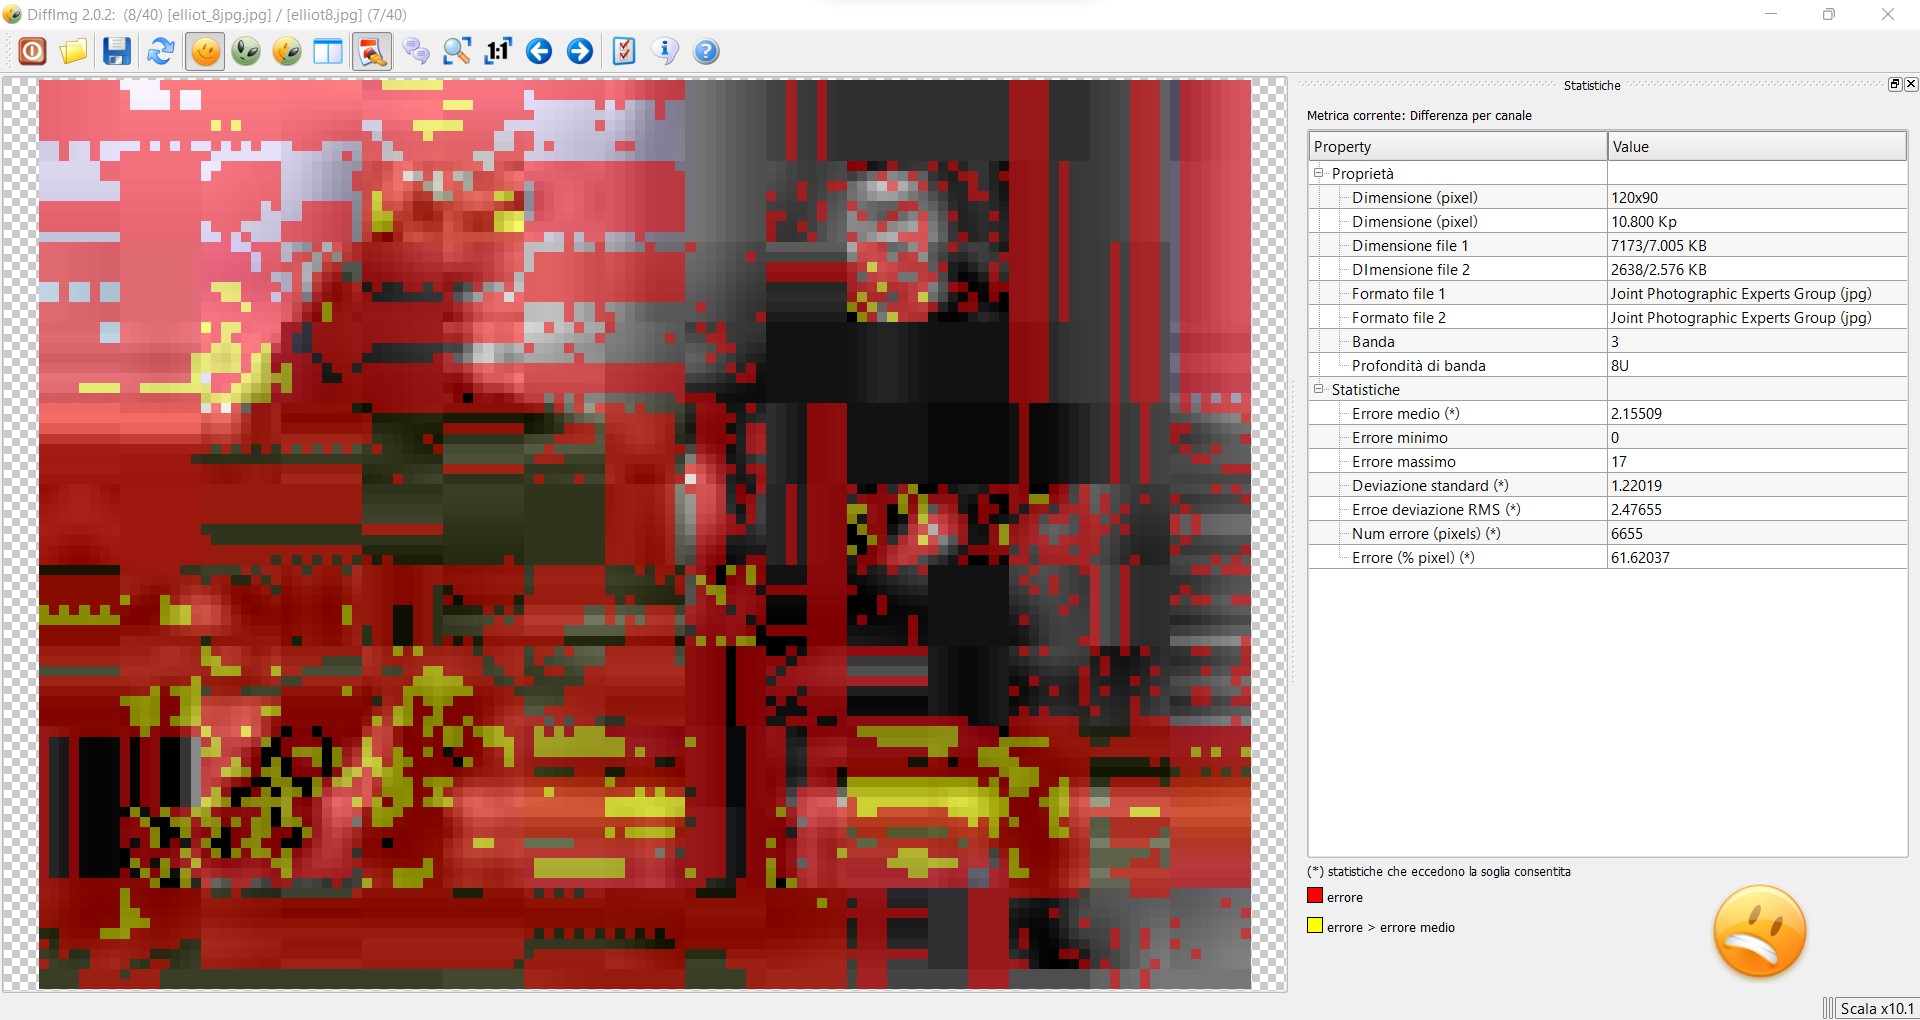 DiffImg 2.0.2: (8/40) [elliot_8jpg.jpg] / [elliot8.jpg] (7/40)
1:1
Statistiche
Metrica corrente: Differenza per canale
Property Value
Proprietà
Dimensione (pixel) 120x90
Dimensione (pixel) 10.800 Kp
Dimensione file 1 7173/7.005 KB
DImensione file 2 2638/2.576 KB
Formato file 1 Joint Photographic Experts Group (jpg)
Formato file 2 Joint Photographic Experts Group (jpg)
Banda 3
Profondità di banda 8U
Statistiche
Errore medio (*) 2.15509
Errore minimo 0
Errore massimo 17
Deviazione standard (*) 1.22019
Erroe deviazione RMS (*) 2.47655
Num errore (pixels) (*) 6655
Errore (% pixel) (*) 61.62037
(*) statistiche che eccedono la soglia consentita
errore
errore > errore medio
Scala x10.1